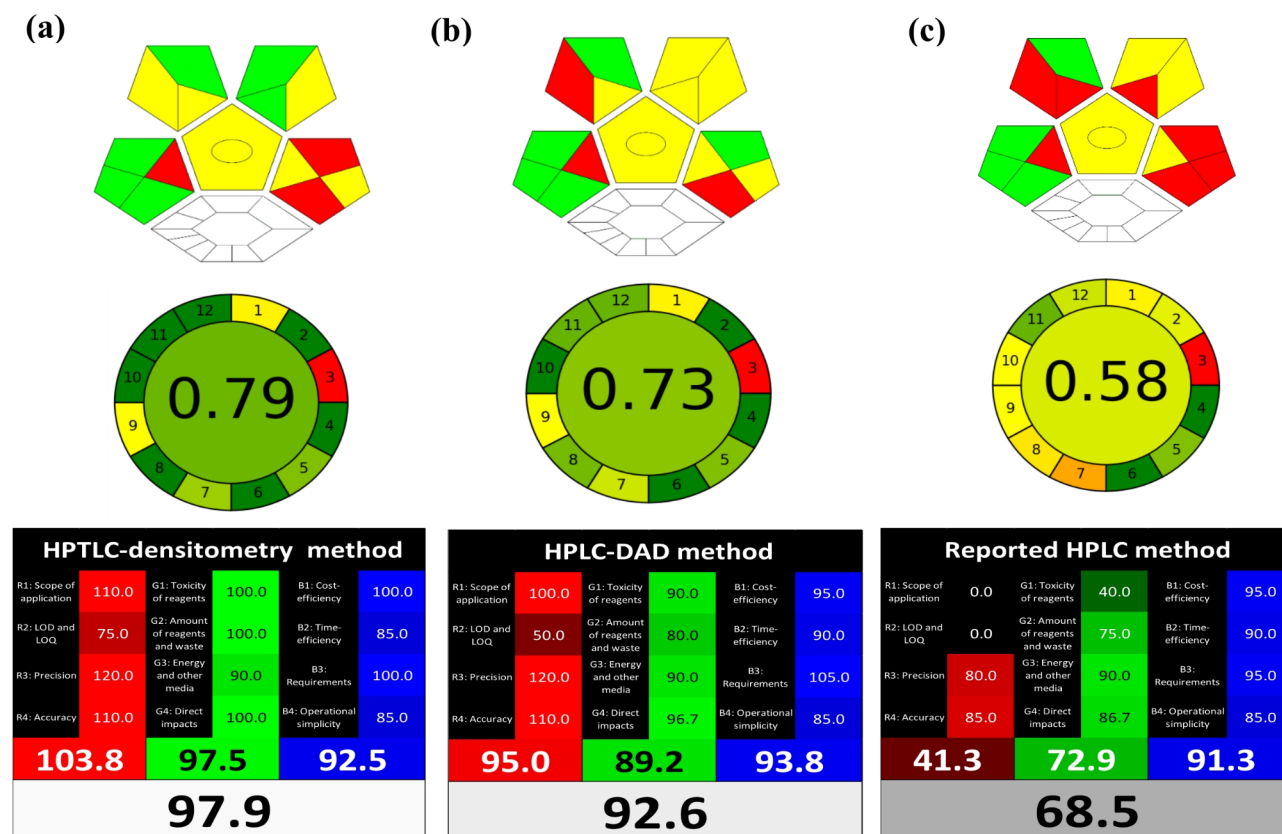 (a)
(b)
(c)
12 1
11 2
10 3
9 4
8 5
7 6
0.79
12 1
11 2
10 3
9 4
8 5
7 6
0.73
12 1
11 2
10 3
9 4
8 5
7 6
0.58
HPTLC-densitometry method
R1: Scope of
application
110.0
G1: Toxicity
of reagents
100.0
B1: Cost-
efficiency
100.0
R2: LOD and
LOQ
75.0
G2: Amount
of reagents
and waste
100.0
B2: Time-
efficiency
85.0
R3: Precision
120.0
G3: Energy
and other
media
90.0
B3:
Requirements
100.0
R4: Accuracy
110.0
G4: Direct
impacts
100.0
B4: Operational
simplicity
85.0
103.8 97.5 92.5
97.9
HPLC-DAD method
R1: Scope of
application
100.0
G1: Toxicity
of reagents
90.0
B1: Cost-
efficiency
95.0
R2: LOD and
LOQ
50.0
G2: Amount
of reagents
and waste
80.0
B2: Time-
efficiency
90.0
R3: Precision
120.0
G3: Energy
and other
media
90.0
B3:
Requirements
105.0
R4: Accuracy
110.0
G4: Direct
impacts
96.7
B4: Operational
simplicity
85.0
95.0 89.2 93.8
92.6
Reported HPLC method
R1: Scope of
application
0.0
G1: Toxicity
of reagents
40.0
B1: Cost-
efficiency
95.0
R2: LOD and
LOQ
0.0
G2: Amount
of reagents
and waste
75.0
B2: Time-
efficiency
90.0
R3: Precision
80.0
G3: Energy
and other
media
90.0
B3:
Requirements
95.0
R4: Accuracy
85.0
G4: Direct
impacts
86.7
B4: Operational
simplicity
85.0
41.3 72.9 91.3
68.5